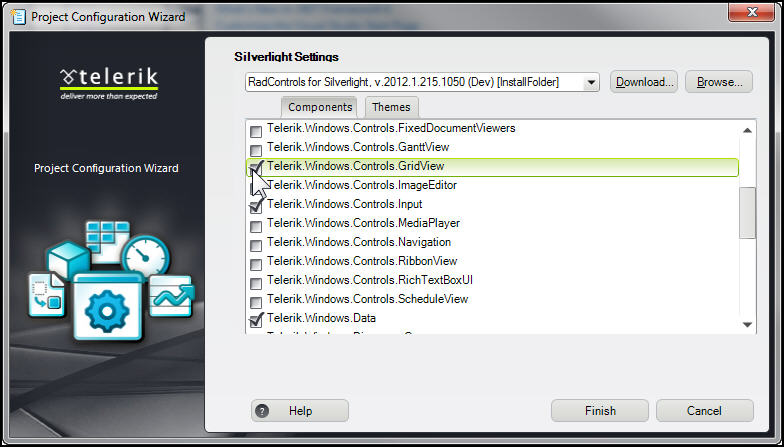 Project Configuration Wizard
telerik
deliver more than expected
Project Configuration Wizard
Silverlight Settings
RadControls for Silverlight, v.2012.1.215.1050 (Dev) [InstallFolder]
Download...
Browse...
Components
Themes
Telerik.Windows.Controls.FixedDocumentViewers
Telerik.Windows.Controls.GanttView
Telerik.Windows.Controls.GridView
Telerik.Windows.Controls.ImageEditor
Telerik.Windows.Controls.Input
Telerik.Windows.Controls.MediaPlayer
Telerik.Windows.Controls.Navigation
Telerik.Windows.Controls.RibbonView
Telerik.Windows.Controls.RichTextBoxUI
Telerik.Windows.Controls.ScheduleView
Telerik.Windows.Data
? Help
Finish
Cancel